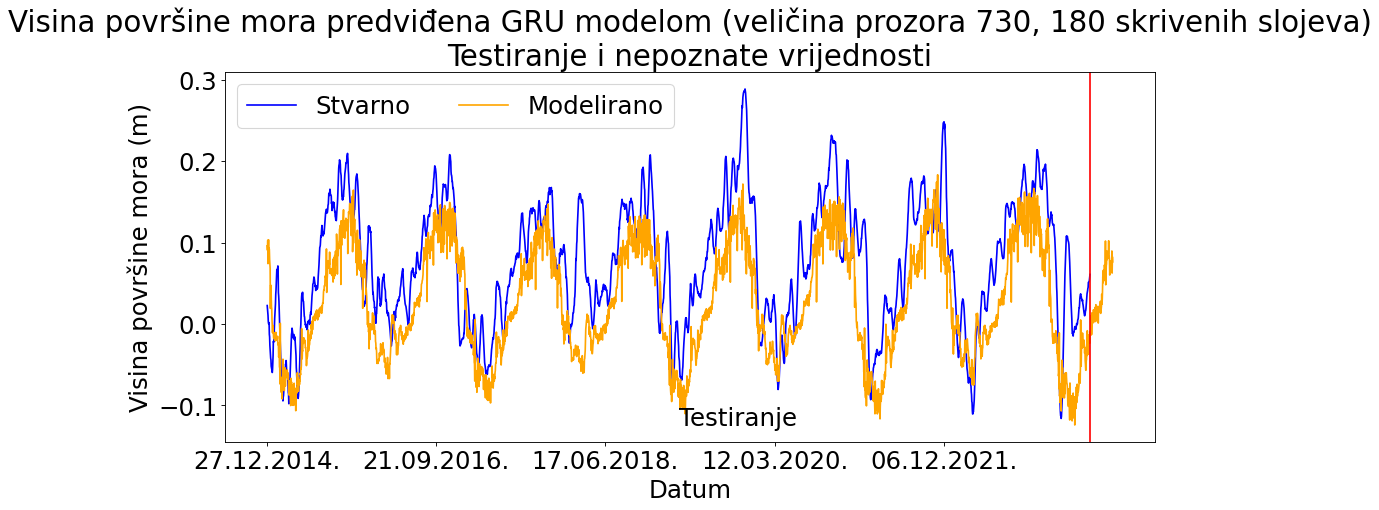 Visina površine mora predviđena GRU modelom (veličina prozora 730, 180 skrivenih slojeva)
Testiranje i nepoznate vrijednosti
Stvarno
Modelirano
Visina površine mora (m)
0.3
0.2
0.1
0.0
−0.1
Testiranje
27.12.2014.
21.09.2016.
17.06.2018.
12.03.2020.
06.12.2021.
Datum